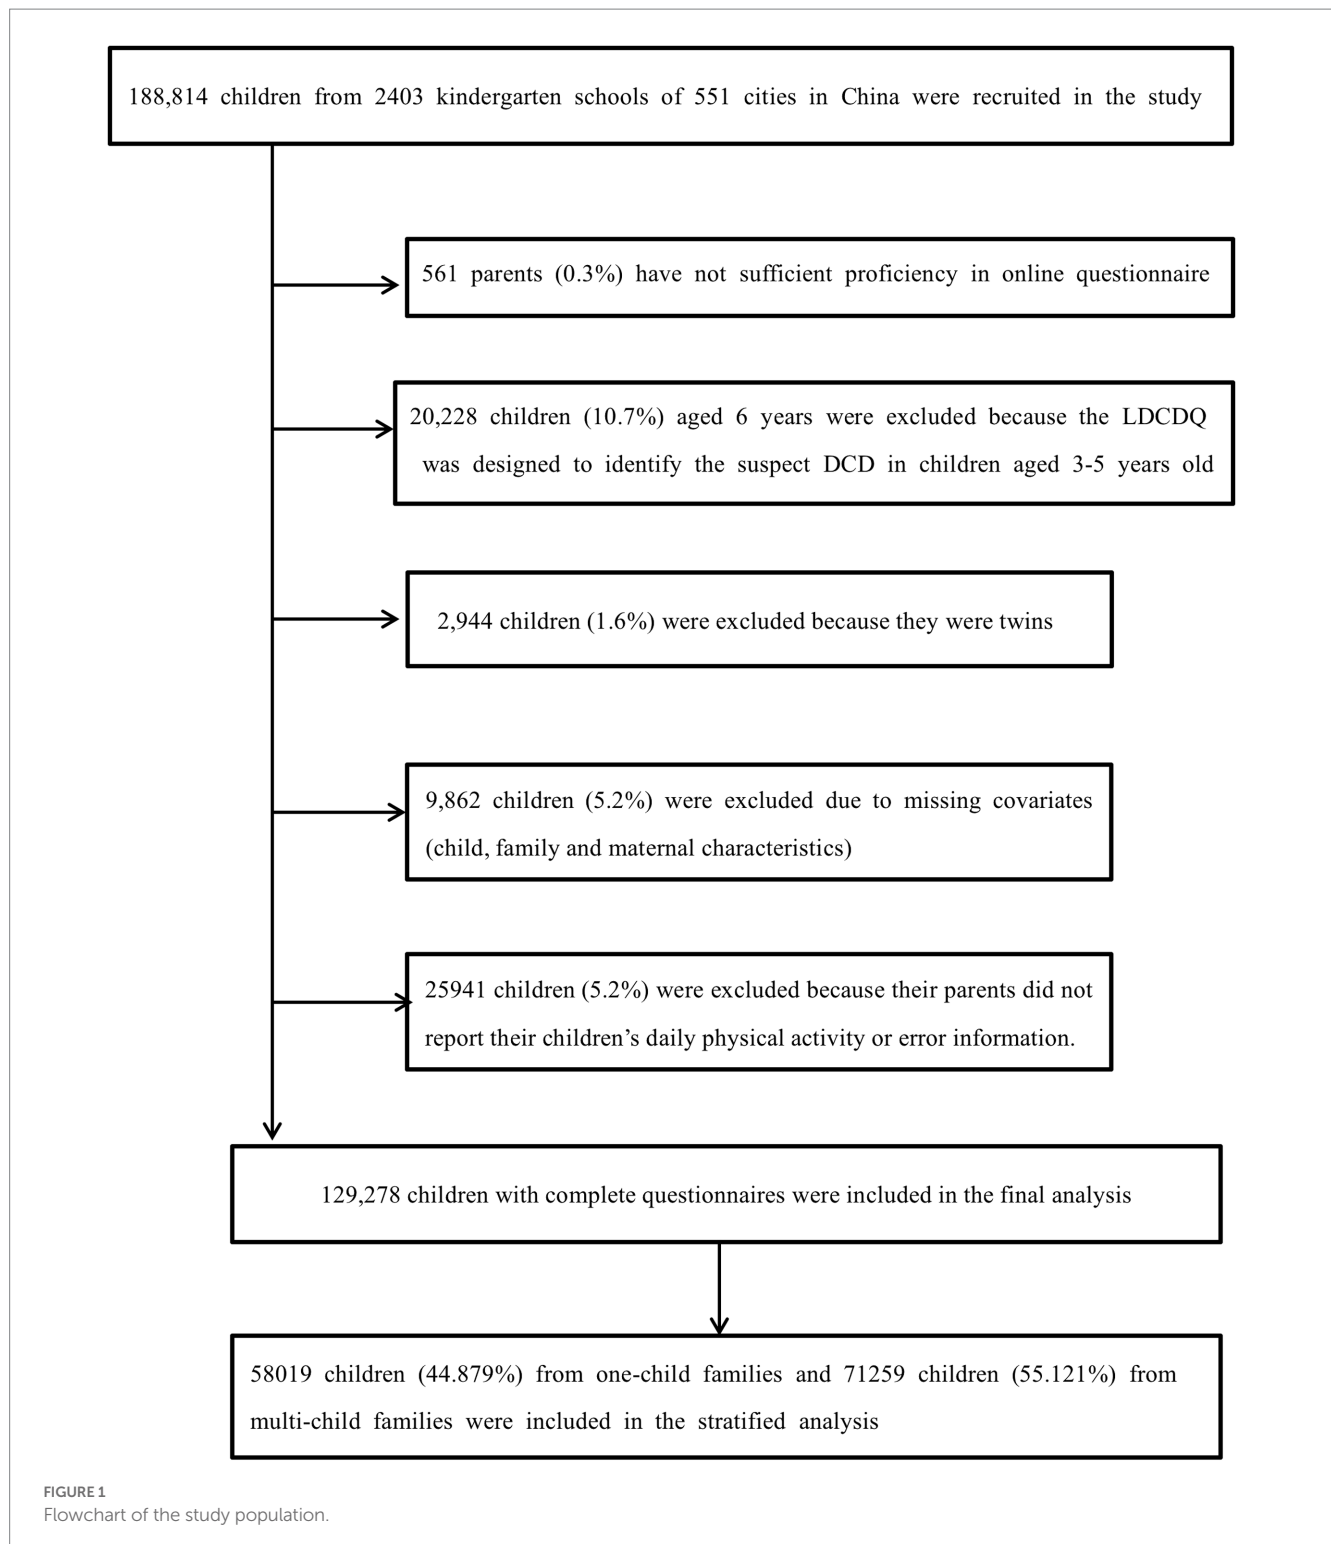 188,814 children from 2403 kindergarten schools of 551 cities in China were recruited in the study
561 parents (0.3%) have not sufficient proficiency in online questionnaire
20,228 children (10.7%) aged 6 years were excluded because the LDCDQ
was designed to identify the suspect DCD in children aged 3-5 years old
2,944 children (1.6%) were excluded because they were twins
9,862 children (5.2%) were excluded due to missing covariates
(child, family and maternal characteristics)
25941 children (5.2%) were excluded because their parents did not
report their children’s daily physical activity or error information.
129,278 children with complete questionnaires were included in the final analysis
58019 children (44.879%) from one-child families and 71259 children (55.121%) from
multi-child families were included in the stratified analysis
FIGURE 1
Flowchart of the study population.